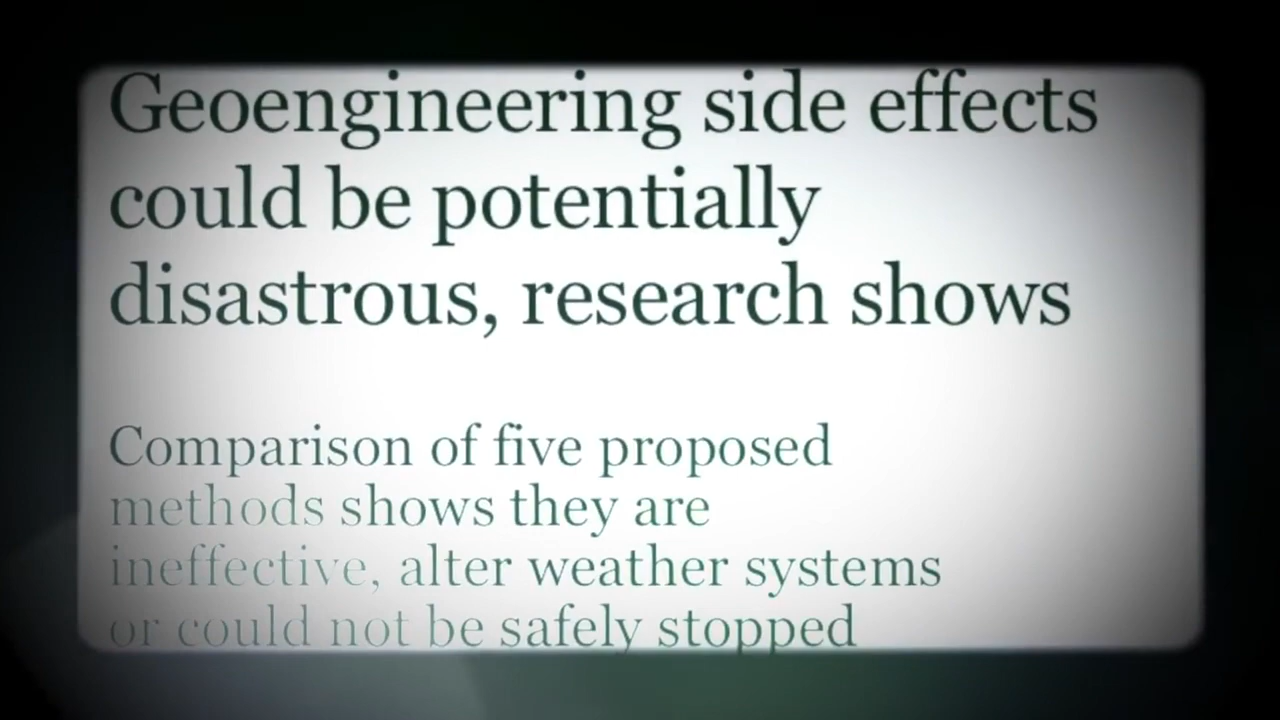 Geoengineering side effects
could be potentially
disastrous, research shows
Comparison of five proposed
methods shows they are
ineffective, alter weather systems
or could not be safely stopped